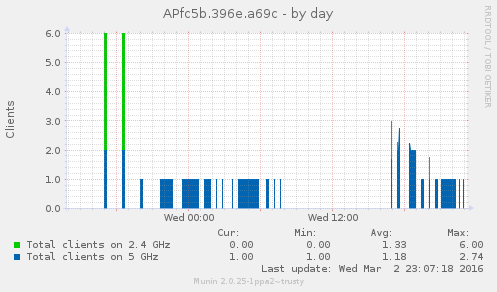 APfc5b.396e.a69c - by day
RRDTOOL / TOBI OETIKER
Clients
6.0
5.0
4.0
3.0
2.0
1.0
0.0
Wed 00:00 Wed 12:00
Cur: Min: Avg: Max:
Total clients on 2.4 GHz 0.00 0.00 1.33 6.00
Total clients on 5 GHz 1.00 1.00 1.18 2.74
Last update: Wed Mar 2 23:07:18 2016
Munin 2.0.25-1ppa2~trusty